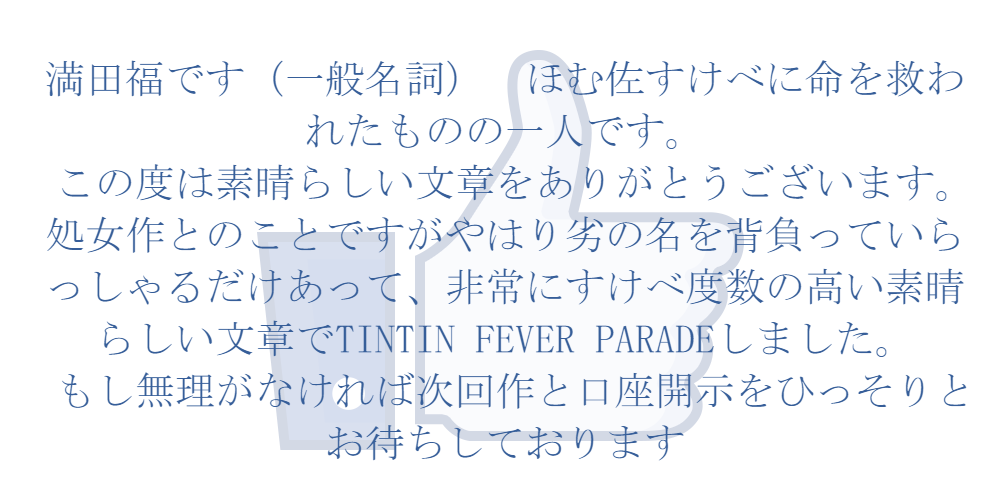 満田福です（一般名詞）　ほむ佐すけべに命を救わ
れたものの一人です。
この度は素晴らしい文章をありがとうございます。
処女作とのことですがやはり劣の名を背負っていら
っしゃるだけあって、非常にすけべ度数の高い素晴
らしい文章でTINTIN FEVER PARADEしました。
もし無理がなければ次回作と口座開示をひっそりと
お待ちしております